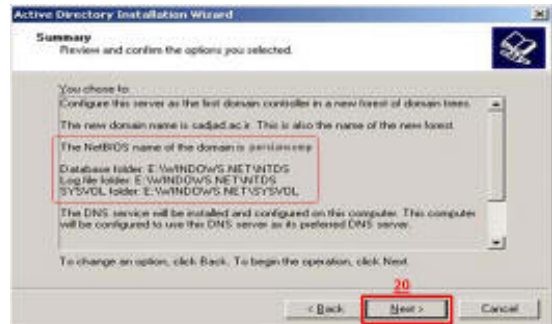 Active Directory Installation Wizard
Summary
Review and confirm the options you selected.
You chose to:
Configure this server as the first domain controller in a new forest of domain trees.
The new domain name is sadjad.ac.ir. This is also the name of the new forest.
The NetBIOS name of the domain is persiancomp
Database folder: E:\WINDOWS.NET\NTDS
Log file folder: E:\WINDOWS.NET\NTDS
SYSVOL folder: E:\WINDOWS.NET\SYSVOL
The DNS service will be installed and configured on this computer. This computer
will be configured to use this DNS server as its preferred DNS server.
To change an option, click Back. To begin the operation, click Next.
20
< Back
Next >
Cancel